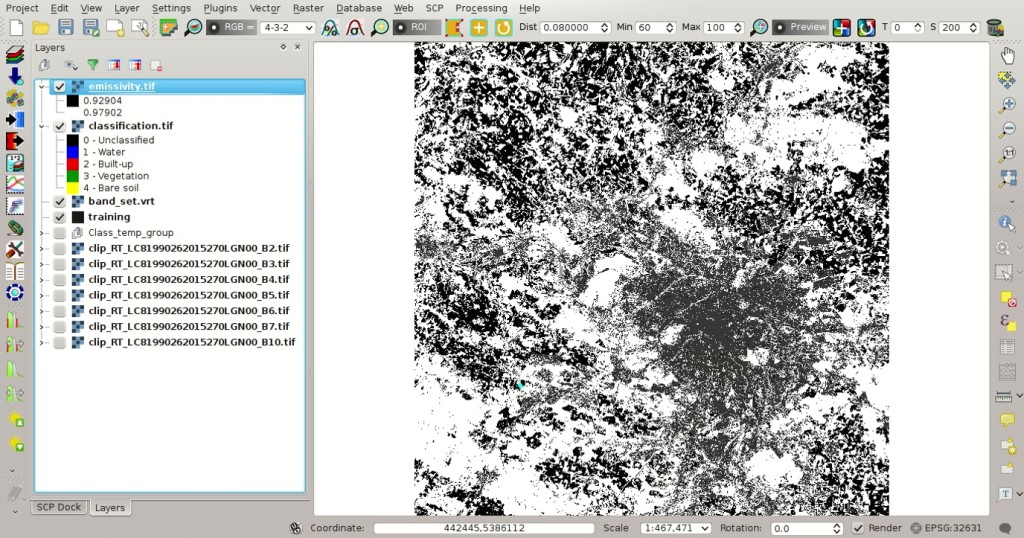 Project Edit View Layer Settings Plugins Vector Raster Database Web SCP Processing Help
RGB = 4-3-2 ROI Dist 0.080000 Min 60 Max 100 Preview T 0 S 200
Layers
emissivity.tif
0.92904
0.97902
classification.tif
0 - Unclassified
1 - Water
2 - Built-up
3 - Vegetation
4 - Bare soil
band_set.vrt
training
Class_temp_group
clip_RT_LC81990262015270LGN00_B2.tif
clip_RT_LC81990262015270LGN00_B3.tif
clip_RT_LC81990262015270LGN00_B4.tif
clip_RT_LC81990262015270LGN00_B5.tif
clip_RT_LC81990262015270LGN00_B6.tif
clip_RT_LC81990262015270LGN00_B7.tif
clip_RT_LC81990262015270LGN00_B10.tif
SCP Dock Layers
Coordinate: 442445,5386112 Scale 1:467,471 Rotation: 0.0 Render EPSG:32631